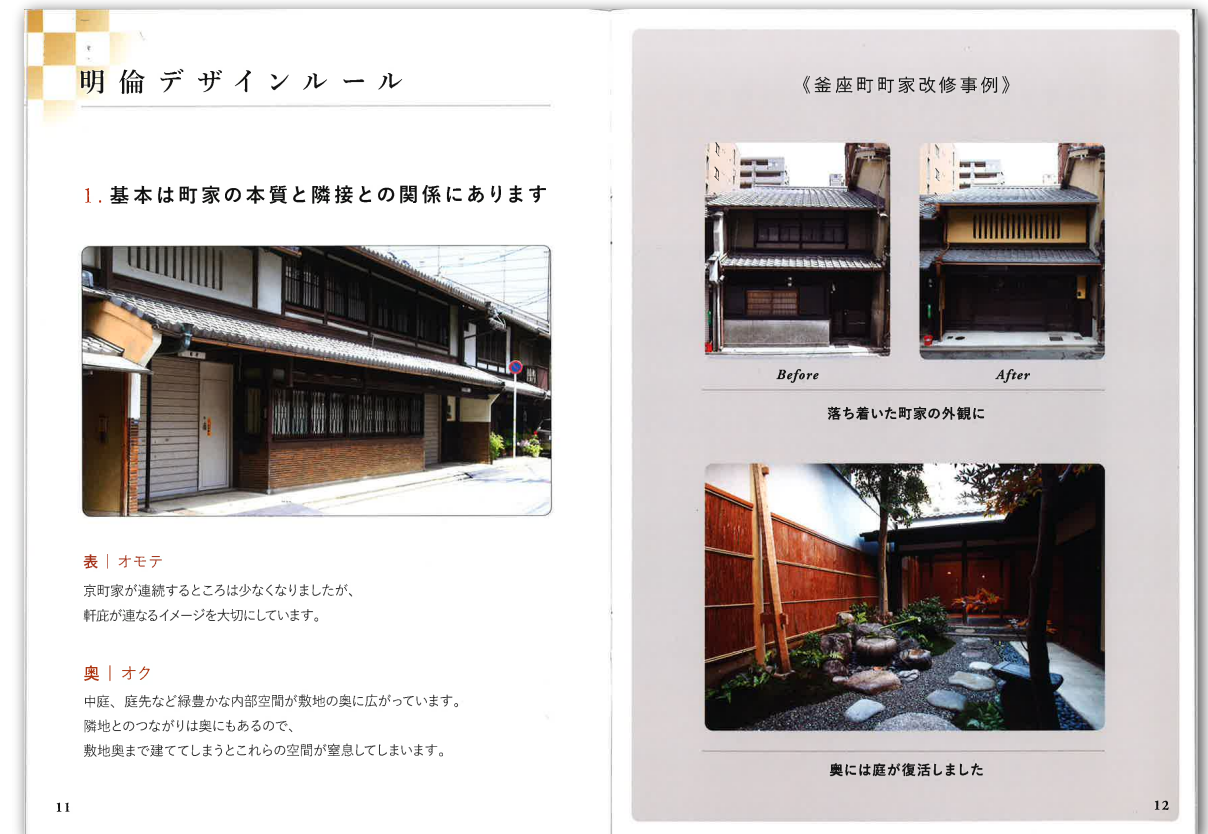 明倫デザインルール
1. 基本は町家の本質と隣接との関係にあります
表 | オモテ
京町家が連続するところは少なくなりましたが、
軒庇が連なるイメージを大切にしています。
奥 | オク
中庭、庭先など緑豊かな内部空間が敷地の奥に広がっています。
隣地とのつながりは奥にもあるので、
敷地奥まで建ててしまうとこれらの空間が窒息してしまいます。
11
《釜座町町家改修事例》
Before
After
落ち着いた町家の外観に
奥には庭が復活しました
12